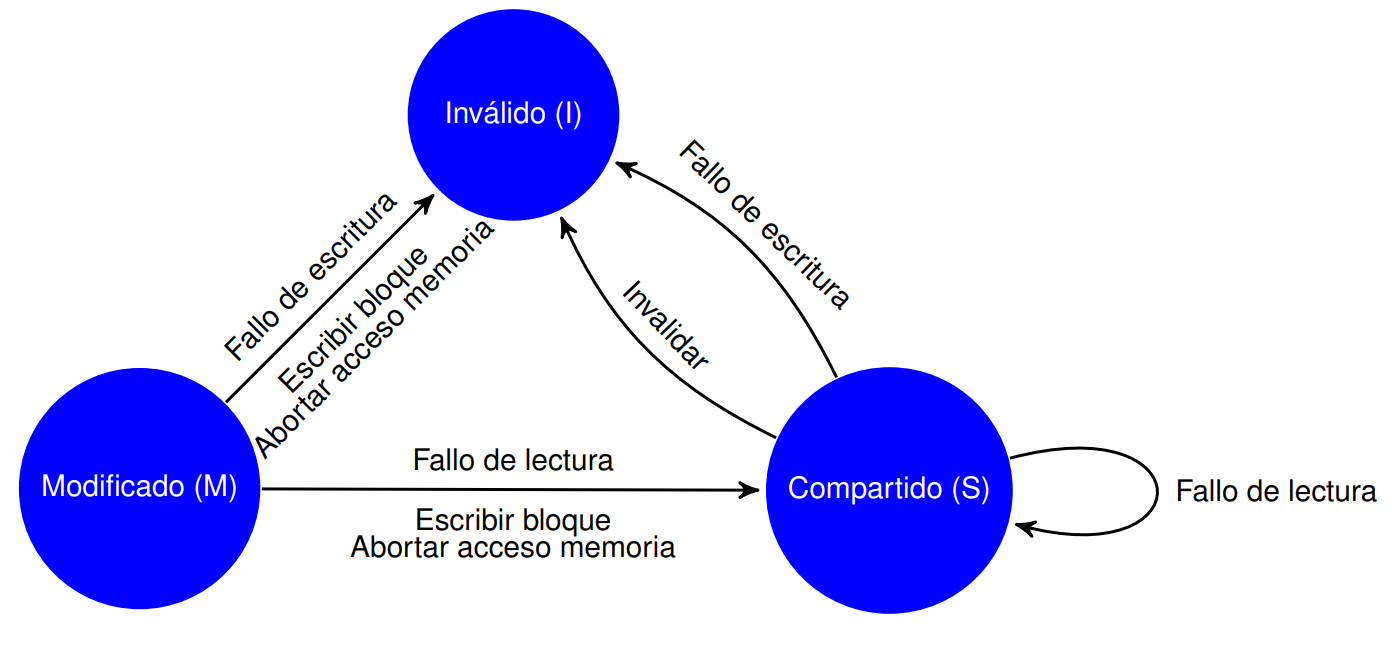 Inválido (I)
Fallo de escritura
Fallo de escritura
Escribir bloque
Abortar acceso memoria
Invalidar
Modificado (M)
Fallo de lectura
Escribir bloque
Abortar acceso memoria
Compartido (S)
Fallo de lectura